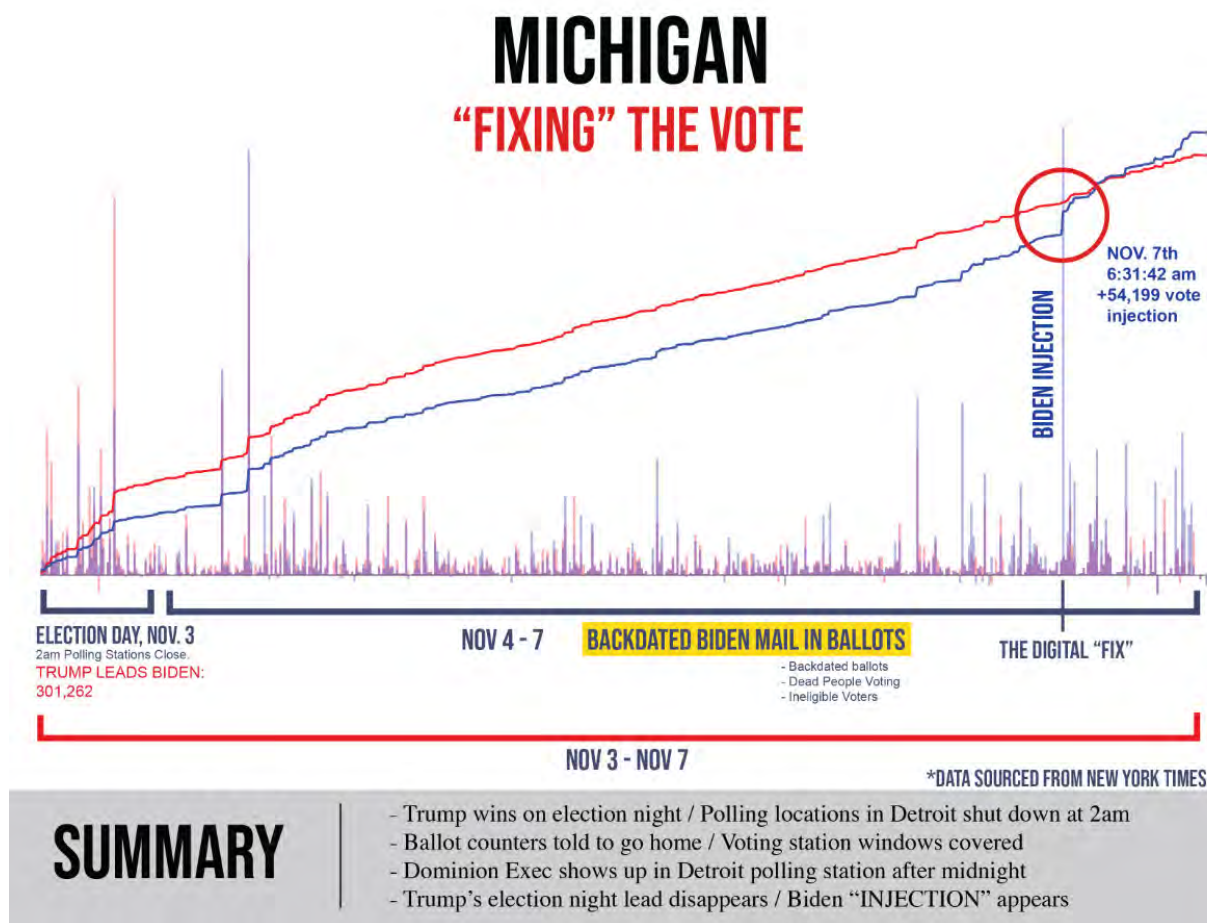 MICHIGAN
“FIXING” THE VOTE
NOV. 7th
6:31:42 am
+54,199 vote
injection
BIDEN INJECTION
ELECTION DAY, NOV. 3
2am Polling Stations Close.
TRUMP LEADS BIDEN:
301,262
NOV 4 - 7 BACKDATED BIDEN MAIL IN BALLOTS
- Backdated ballots
- Dead People Voting
- Ineligible Voters
THE DIGITAL “FIX”
NOV 3 - NOV 7
*DATA SOURCED FROM NEW YORK TIMES
SUMMARY
- Trump wins on election night / Polling locations in Detroit shut down at 2am
- Ballot counters told to go home / Voting station windows covered
- Dominion Exec shows up in Detroit polling station after midnight
- Trump’s election night lead disappears / Biden “INJECTION” appears